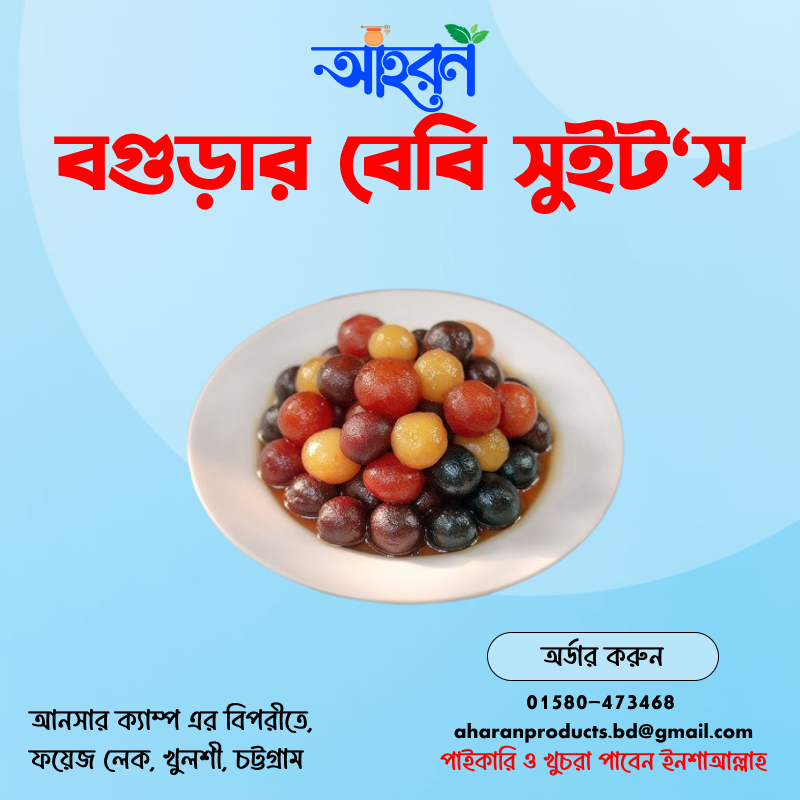 আহরন
বগুড়ার বেবি সুইট‘স
অর্ডার করুন
01580-473468
aharanproducts.bd@gmail.com
পাইকারি ও খুচরা পাবেন ইনশাআল্লাহ
আনসার ক্যাম্প এর বিপরীতে,
ফয়েজ লেক, খুলশী, চট্টগ্রাম